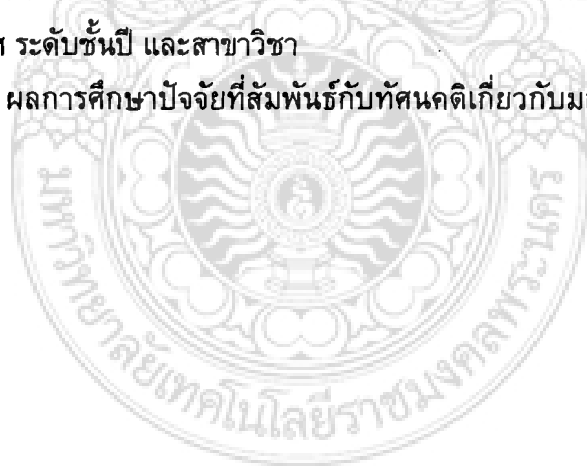 ระดับชั้นปี และสาขาวิชา
ผลการศึกษาปัจจัยที่สัมพันธ์กับทัศนคติเกี่ยวกับ
มหาวิทยาลัยเทคโนโลยีราชมงคลพระนคร